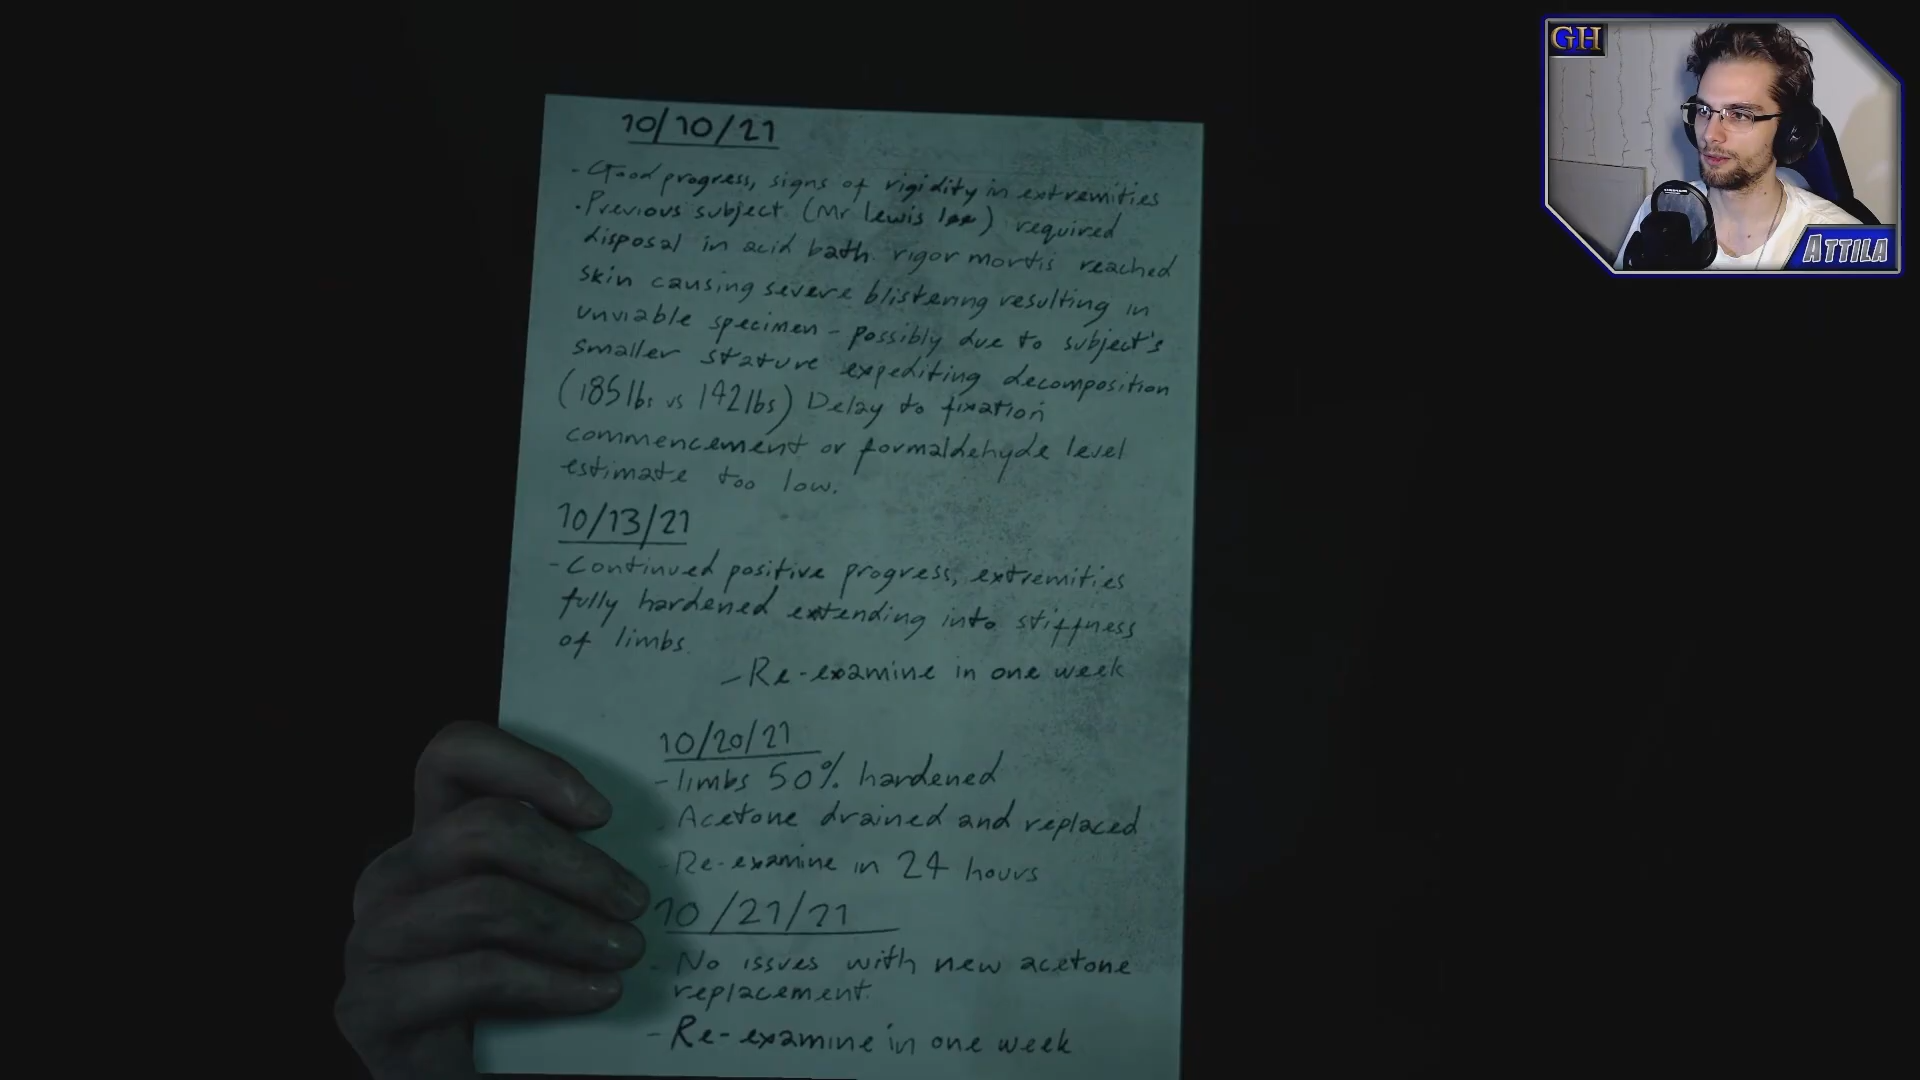 GH
ATTILA
10/10/21
- Good progress, signs of rigidity in extremities
- Previous subject (Mr lewis) required
disposal in acid bath. rigor mortis reached
skin causing severe blistering resulting in
unviable specimen - possibly due to subject's
smaller stature expediting decomposition
(185lbs vs 142lbs) Delay to fixation
commencement or formaldehyde level
estimate too low.
10/13/21
- Continued positive progress, extremities
fully hardened extending into stiffness
of limbs.
- Re-examine in one week
10/20/21
- limbs 50% hardened
- Acetone drained and replaced
- Re-examine in 24 hours
10/21/21
- No issues with new acetone
replacement.
- Re-examine in one week